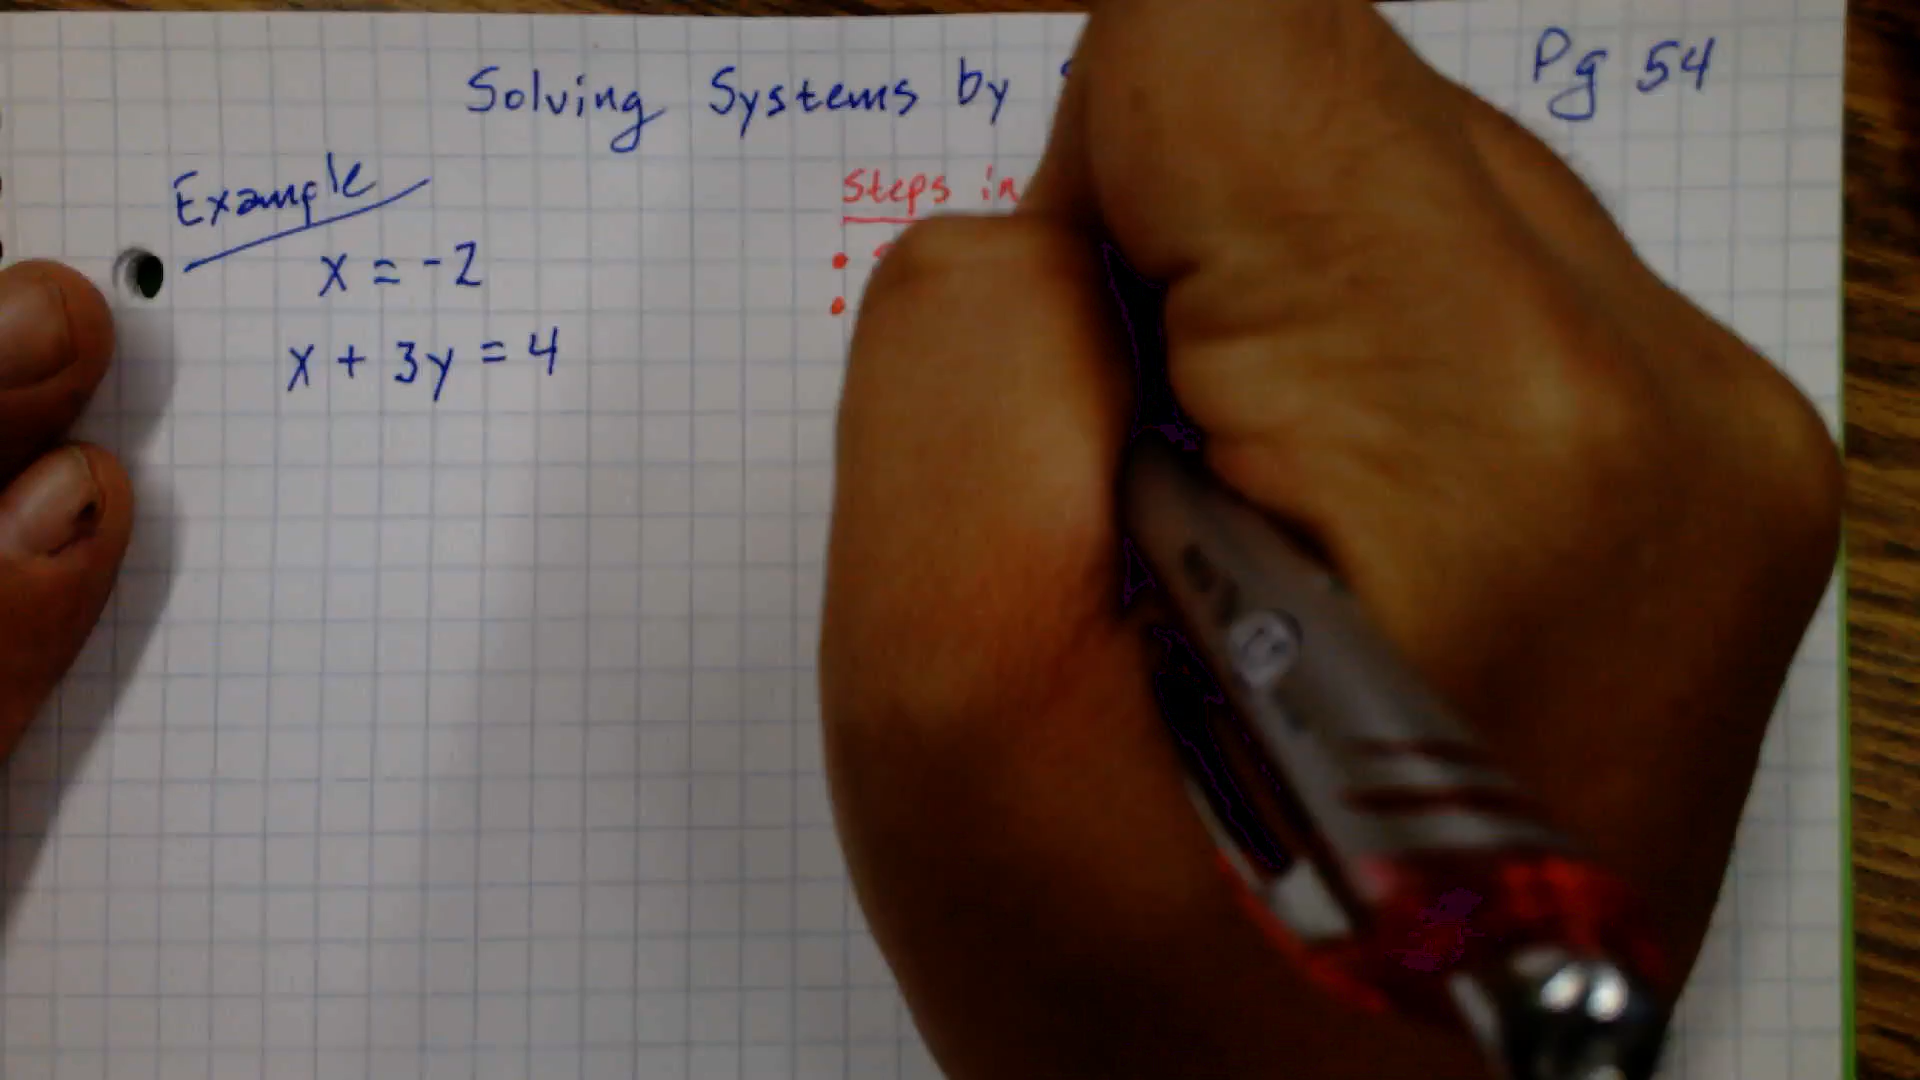 Solving Systems by
Pg 54
Example
x = -2
x + 3y = 4
Steps in